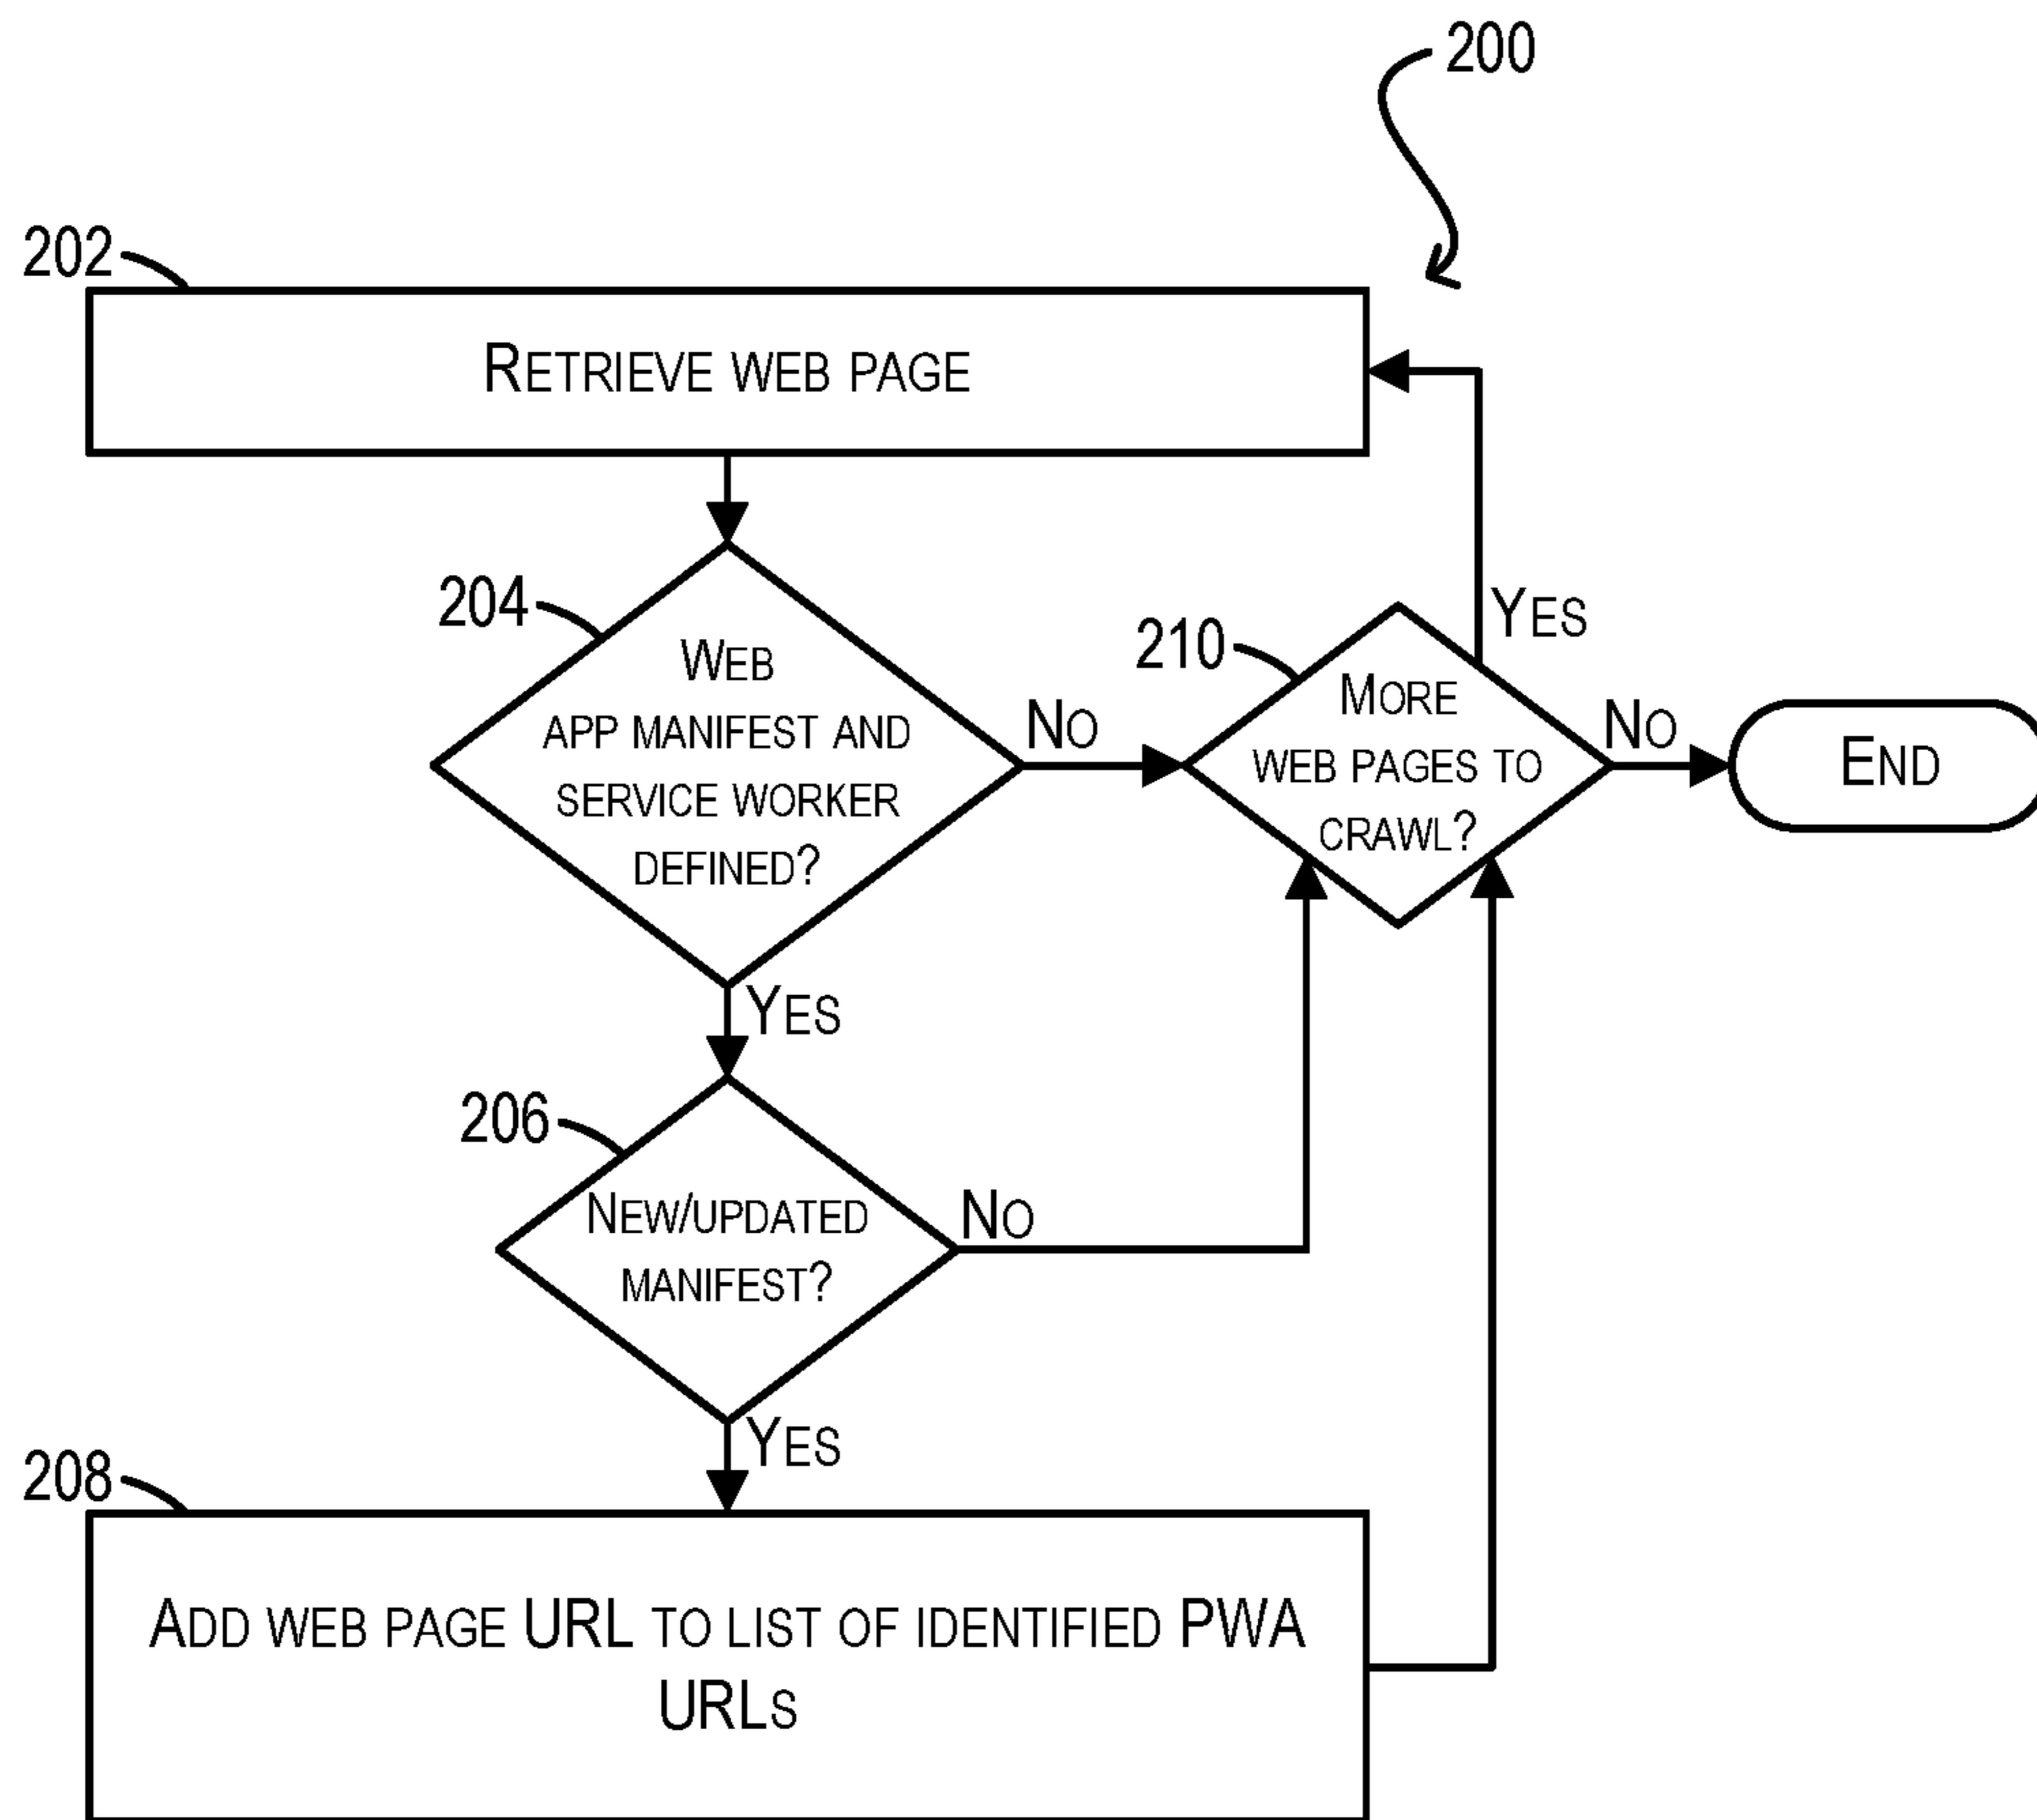 200
202
Retrieve web page
204
Web
app manifest and
service worker
defined?
No
210
More
web pages to
crawl?
Yes
No
End
Yes
206
New/updated
manifest?
No
Yes
208
Add web page URL to list of identified PWA
URLs